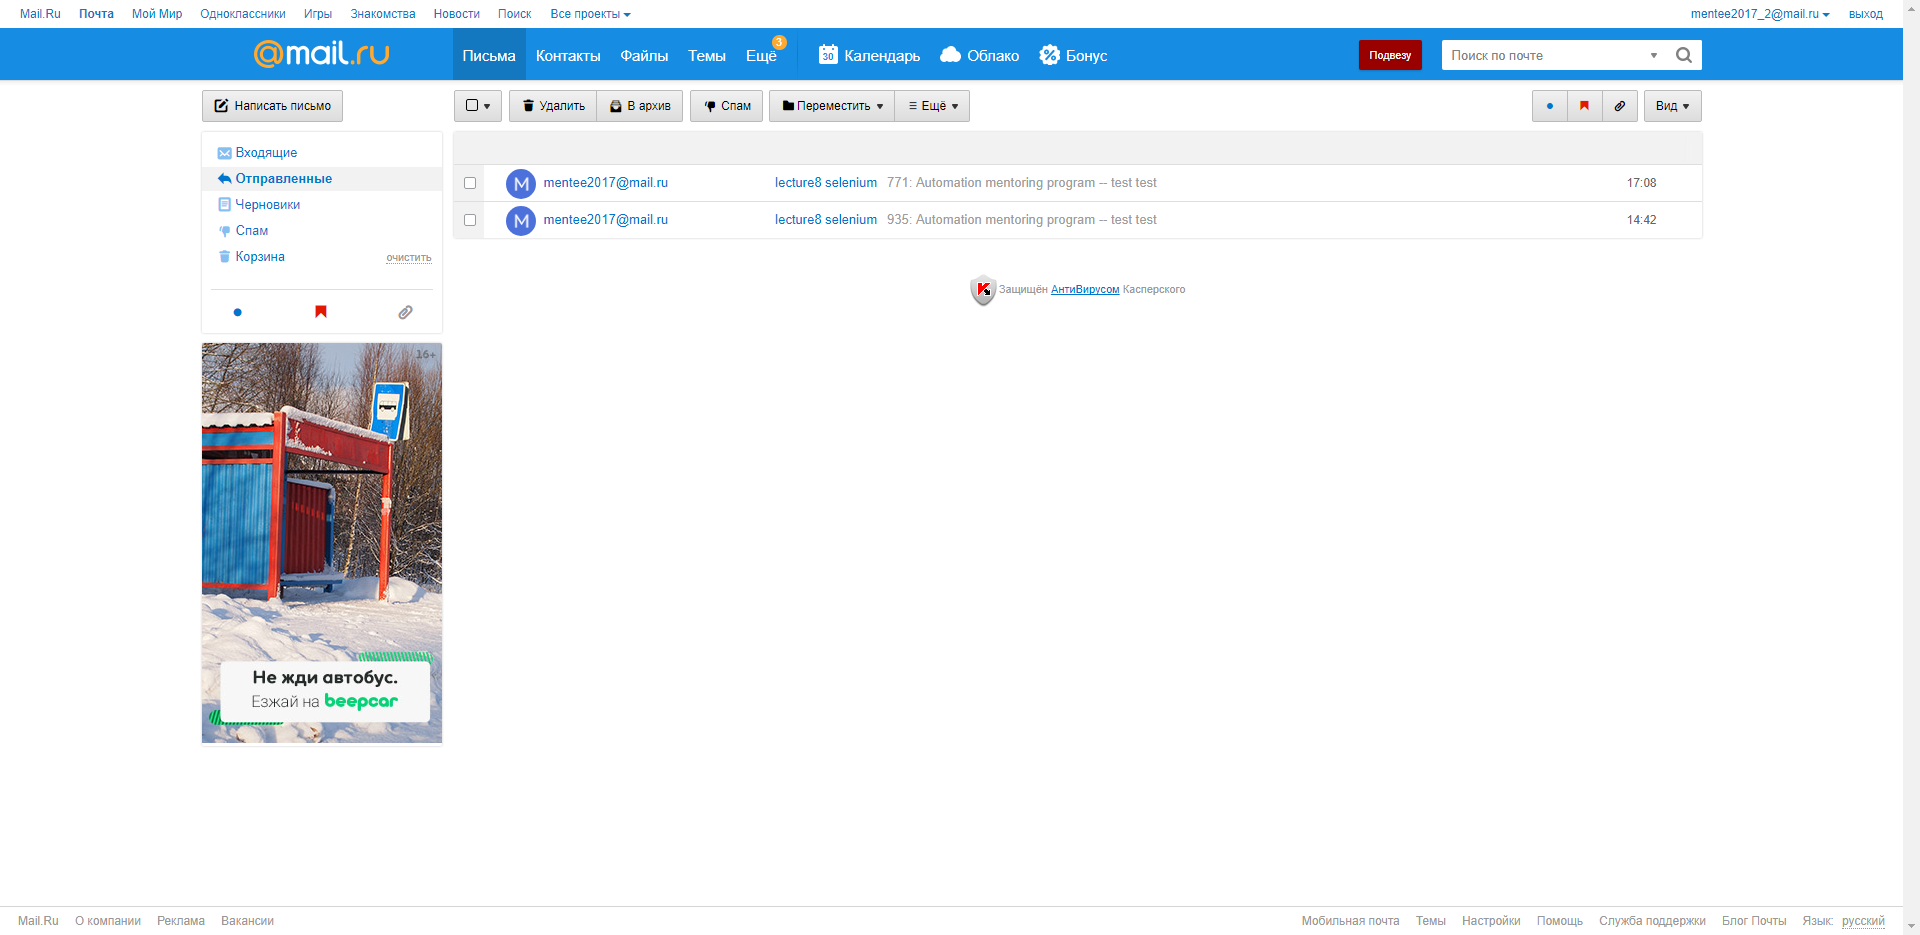 Mail.Ru Почта Мой Мир Одноклассники Игры Знакомства Новости Поиск Все проекты mentee2017_2@mail.ru выход
@mail.ru Письма Контакты Файлы Темы Ещё 3 30 Календарь Облако % Бонус Подвезу Поиск по почте
Написать письмо Удалить В архив Спам Переместить Ещё Вид
Входящие
Отправленные
Черновики
Спам
Корзина очистить
M mentee2017@mail.ru lecture8 selenium 771: Automation mentoring program -- test test 17:08
M mentee2017@mail.ru lecture8 selenium 935: Automation mentoring program -- test test 14:42
Защищён АнтиВирусом Касперского
16+
Не жди автобус.
Езжай на beepcar
Mail.Ru О компании Реклама Вакансии Мобильная почта Темы Настройки Помощь Служба поддержки Блог Почты Язык: русский